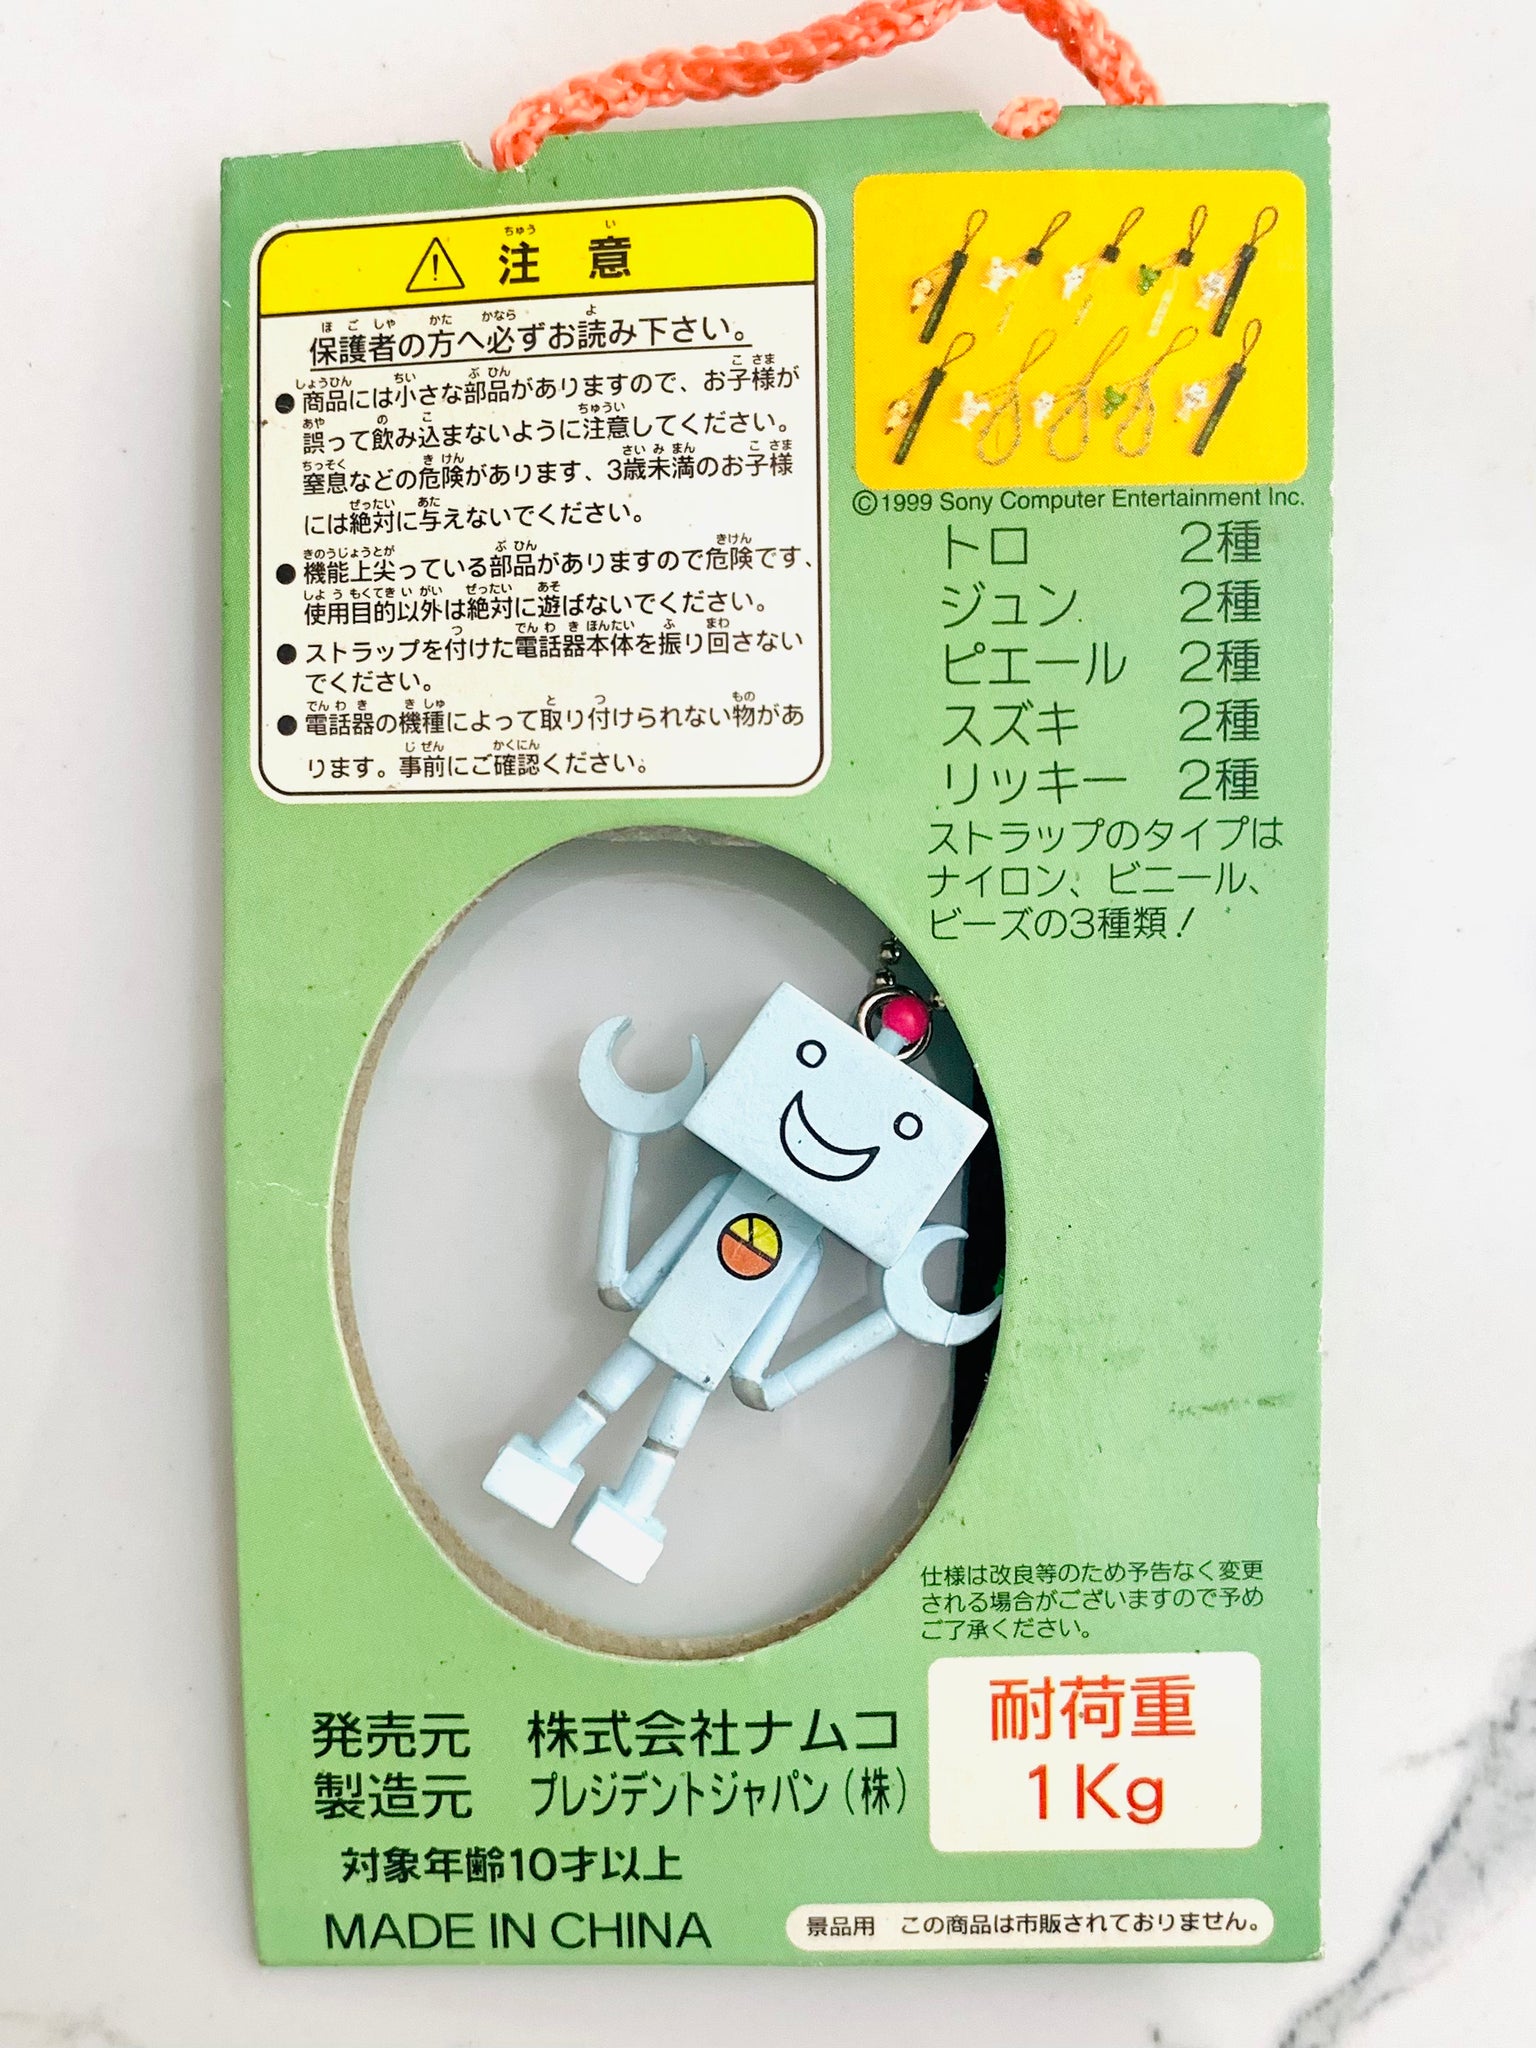 注意
保護者の方へ必ずお読み下さい。
●商品には小さな部品がありますので、お子様が
誤って飲み込まないように注意してください。
窒息などの危険があります、3歳未満のお子様
には絶対に与えないでください。
●機能上尖っている部品がありますので危険です、
使用目的以外は絶対に遊ばないでください。
●ストラップを付けた電話器本体を振り回さない
でください。
●電話器の機種によって取り付けられない物があ
ります。事前にご確認ください。
©1999 Sony Computer Entertainment Inc.
トロ 2種
ジュン 2種
ピエール 2種
スズキ 2種
リッキー 2種
ストラップのタイプは
ナイロン、ビニール、
ビーズの3種類!
仕様は改良等のため予告なく変更
される場合がございますので予め
ご了承ください。
耐荷重
1Kg
発売元 株式会社ナムコ
製造元 プレジデントジャパン(株)
対象年齢10才以上
MADE IN CHINA
景品用 この商品は市販されておりません。